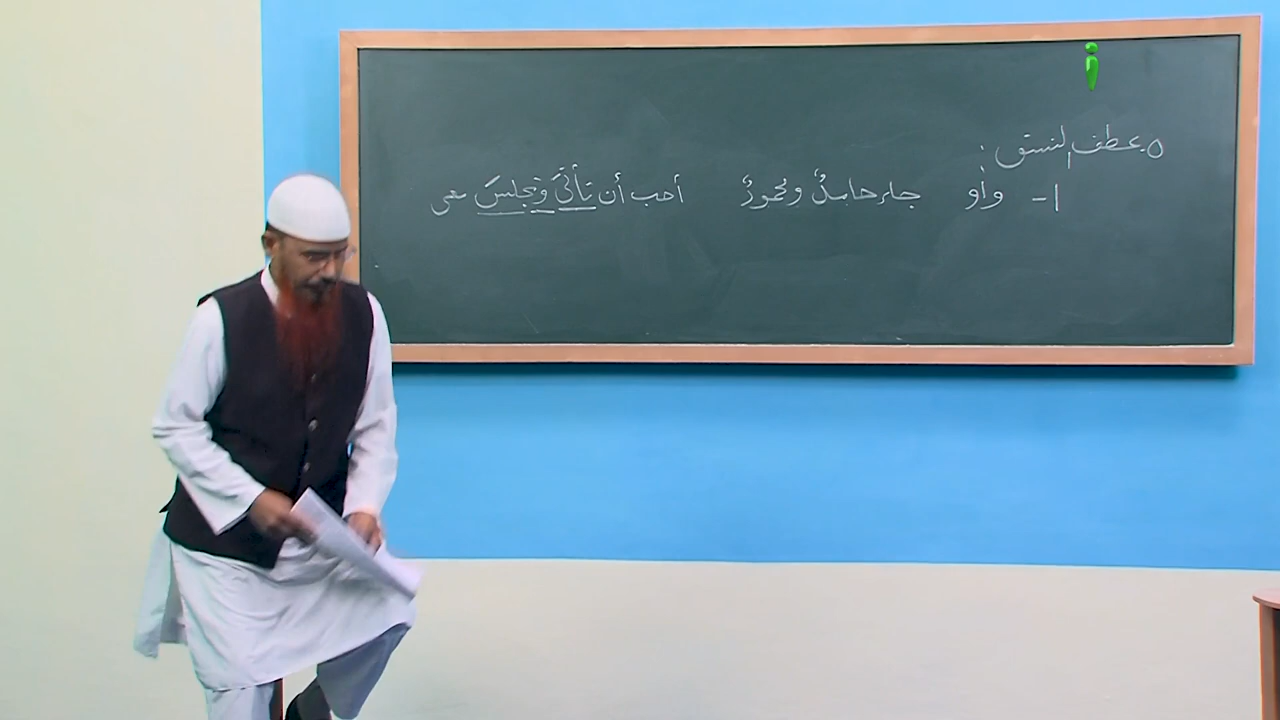 ٥. عطف النسق :
١- واو جاء حامدٌ ومحمودٌ أحب أن تأتيَ وتجلسَ معي